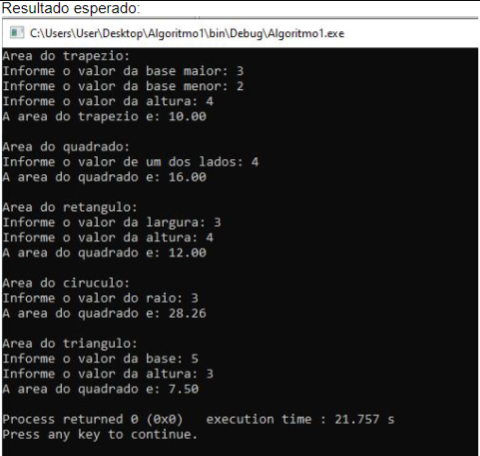 Resultado esperado:
C:\Users\User\Desktop\Algoritmo1\bin\Debug\Algoritmo1.exe
Area do trapezio:
Informe o valor da base maior: 3
Informe o valor da base menor: 2
Informe o valor da altura: 4
A area do trapezio e: 10.00
Area do quadrado:
Informe o valor de um dos lados: 4
A area do quadrado e: 16.00
Area do retangulo:
Informe o valor da largura: 3
Informe o valor da altura: 4
A area do quadrado e: 12.00
Area do ciruculo:
Informe o valor do raio: 3
A area do quadrado e: 28.26
Area do triangulo:
Informe o valor da base: 5
Informe o valor da altura: 3
A area do quadrado e: 7.50
Process returned 0 (0x0)   execution time : 21.757 s
Press any key to continue.